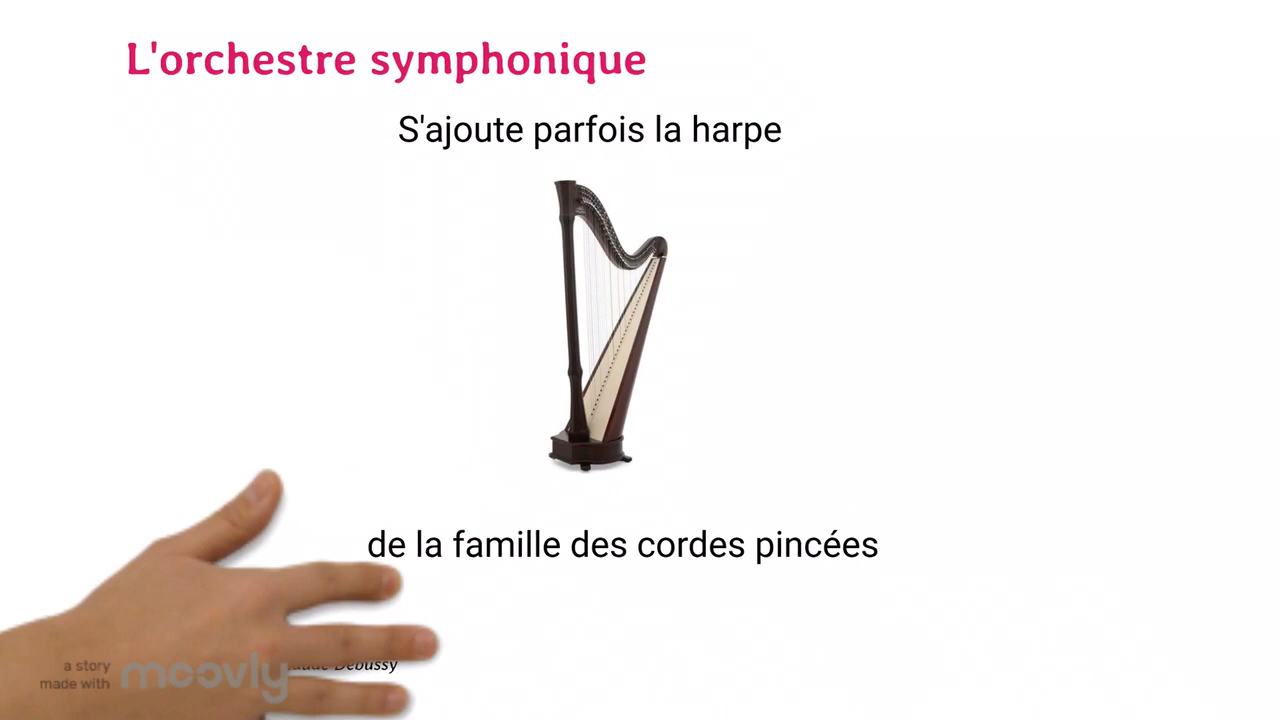 L'orchestre symphonique
S'ajoute parfois la harpe
de la famille des cordes pincées
Debussy
a story
made with moovly